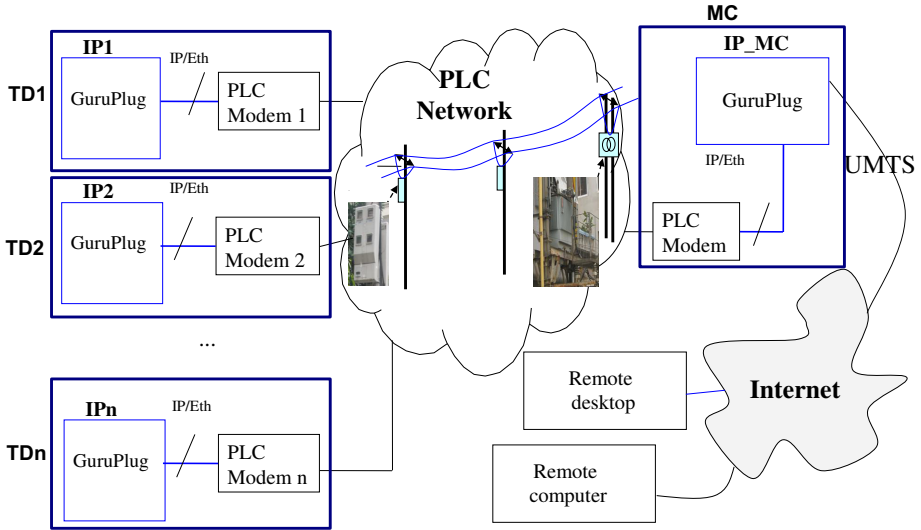 MC
IP1
IP/Eth
TD1
GuruPlug
PLC
Modem 1
PLC
Network
IP_MC
GuruPlug
IP/Eth
UMTS
PLC
Modem
IP2
IP/Eth
TD2
GuruPlug
PLC
Modem 2
...
IPn
IP/Eth
TDn
GuruPlug
PLC
Modem n
Remote
desktop
Internet
Remote
computer